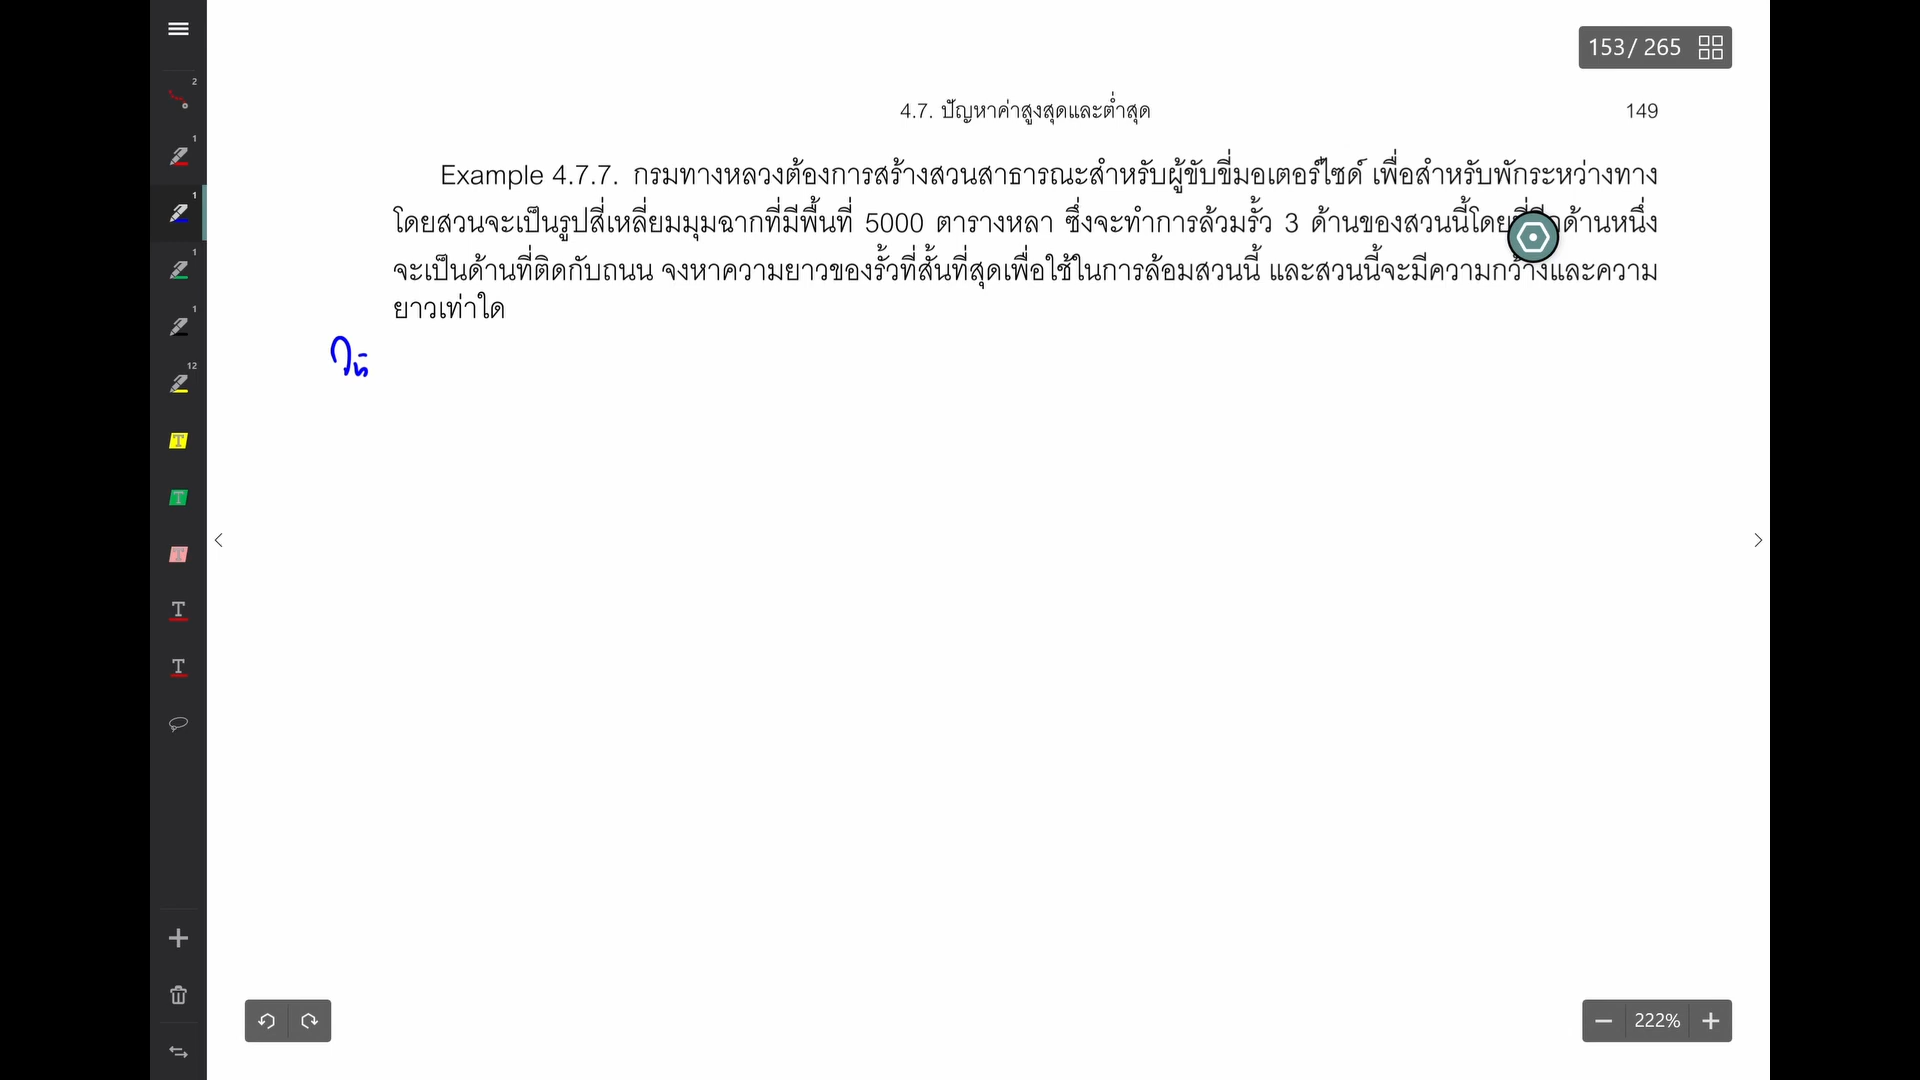 153/ 265
4.7. ปัญหาค่าสูงสุดและต่ำสุด 149
Example 4.7.7. กรมทางหลวงต้องการสร้างสวนสาธารณะสำหรับผู้ขับขี่มอเตอร์ไซด์ เพื่อสำหรับพักระหว่างทาง
โดยสวนจะเป็นรูปสี่เหลี่ยมมุมฉากที่มีพื้นที่ 5000 ตารางหลา ซึ่งจะทำการล้วมรั้ว 3 ด้านของสวนนี้โดยที่อีกด้านหนึ่ง
จะเป็นด้านที่ติดกับถนน จงหาความยาวของรั้วที่สั้นที่สุดเพื่อใช้ในการล้อมสวนนี้ และสวนนี้จะมีความกว้างและความ
ยาวเท่าใด
2
1
1
1
1
12
T
T
T
T
T
222%